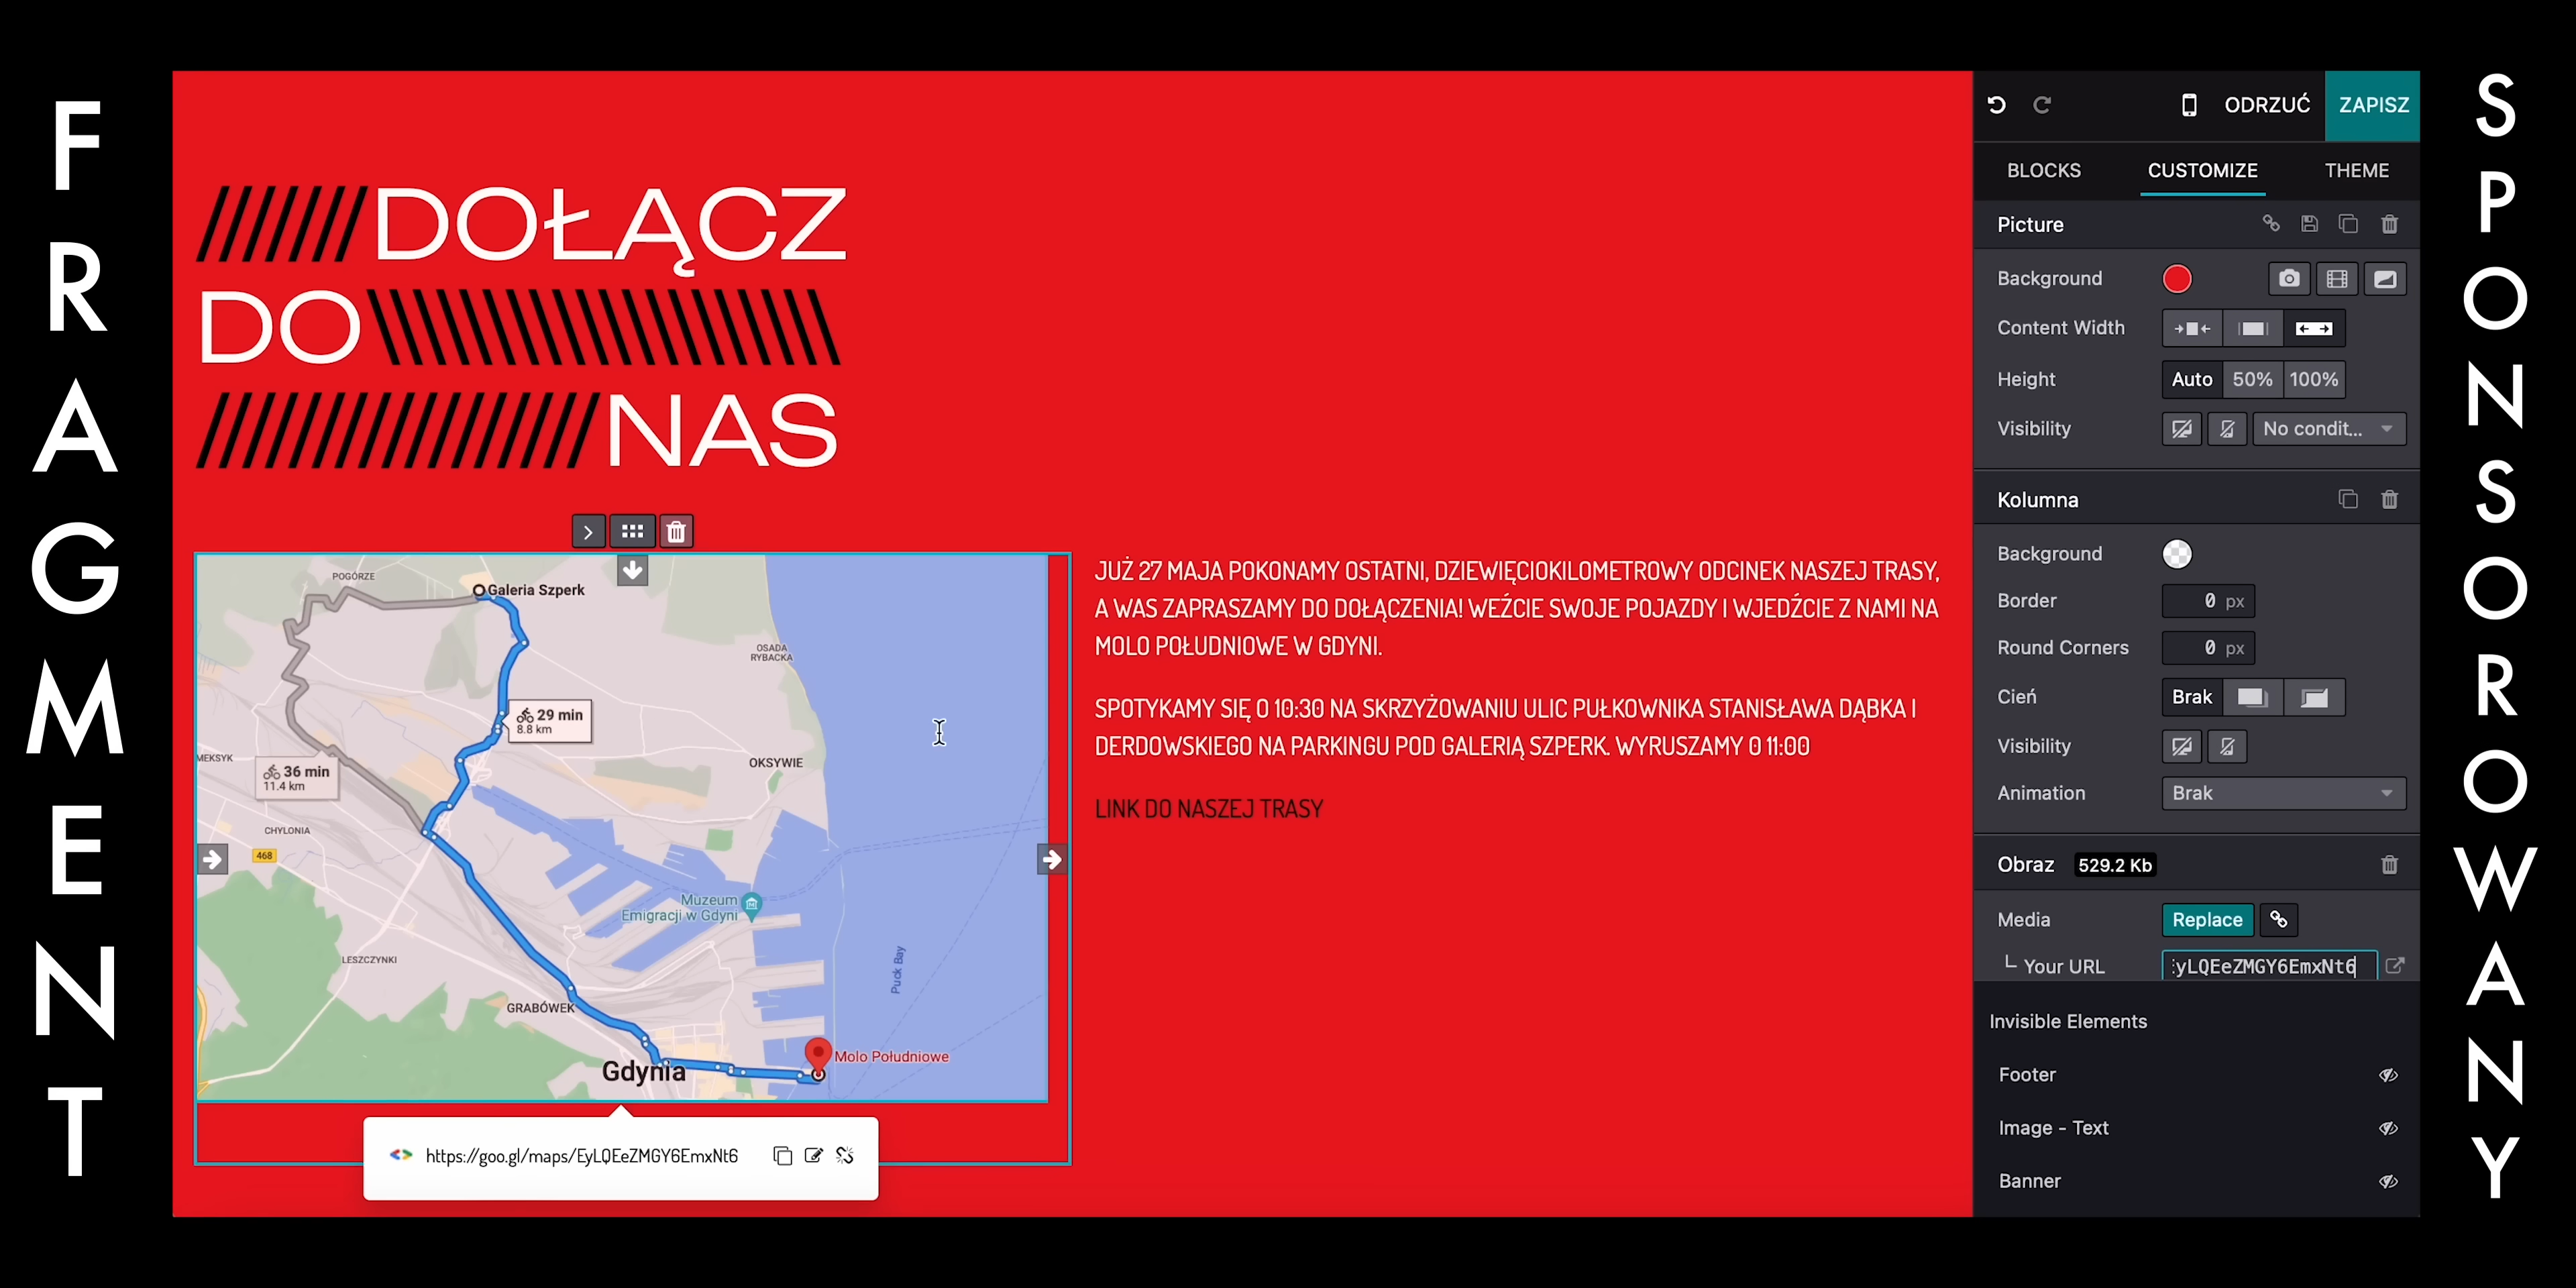 FRAGMENT
///////DOŁĄCZ
DO\\\\\\\\\\\\\\\\\\\\
/////////////////NAS
POGÓRZE
Galeria Szperk
OSADA
RYBACKA
29 min
8.8 km
MEKSYK
36 min
11.4 km
OKSYWIE
CHYLONIA
468
Muzeum
Emigracji w Gdyni
LESZCZYNKI
Puck Bay
GRABÓWEK
Molo Południowe
Gdynia
https://goo.gl/maps/EyLQEeZMGY6EmxNt6
JUŻ 27 MAJA POKONAMY OSTATNI, DZIEWIĘCIOKILOMETROWY ODCINEK NASZEJ TRASY,
A WAS ZAPRASZAMY DO DOŁĄCZENIA! WEŹCIE SWOJE POJAZDY I WJEDŹCIE Z NAMI NA
MOLO POŁUDNIOWE W GDYNI.
SPOTYKAMY SIĘ O 10:30 NA SKRZYŻOWANIU ULIC PUŁKOWNIKA STANISŁAWA DĄBKA I
DERDOWSKIEGO NA PARKINGU POD GALERIĄ SZPERK. WYRUSZAMY O 11:00
LINK DO NASZEJ TRASY
ODRZUĆ ZAPISZ
BLOCKS CUSTOMIZE THEME
Picture
Background
Content Width
Height Auto 50% 100%
Visibility No condit...
Kolumna
Background
Border 0 px
Round Corners 0 px
Cień Brak
Visibility
Animation Brak
Obraz 529.2 Kb
Media Replace
Your URL yLQEeZMGY6EmxNt6
Invisible Elements
Footer
Image - Text
Banner
SPONSOROWANY